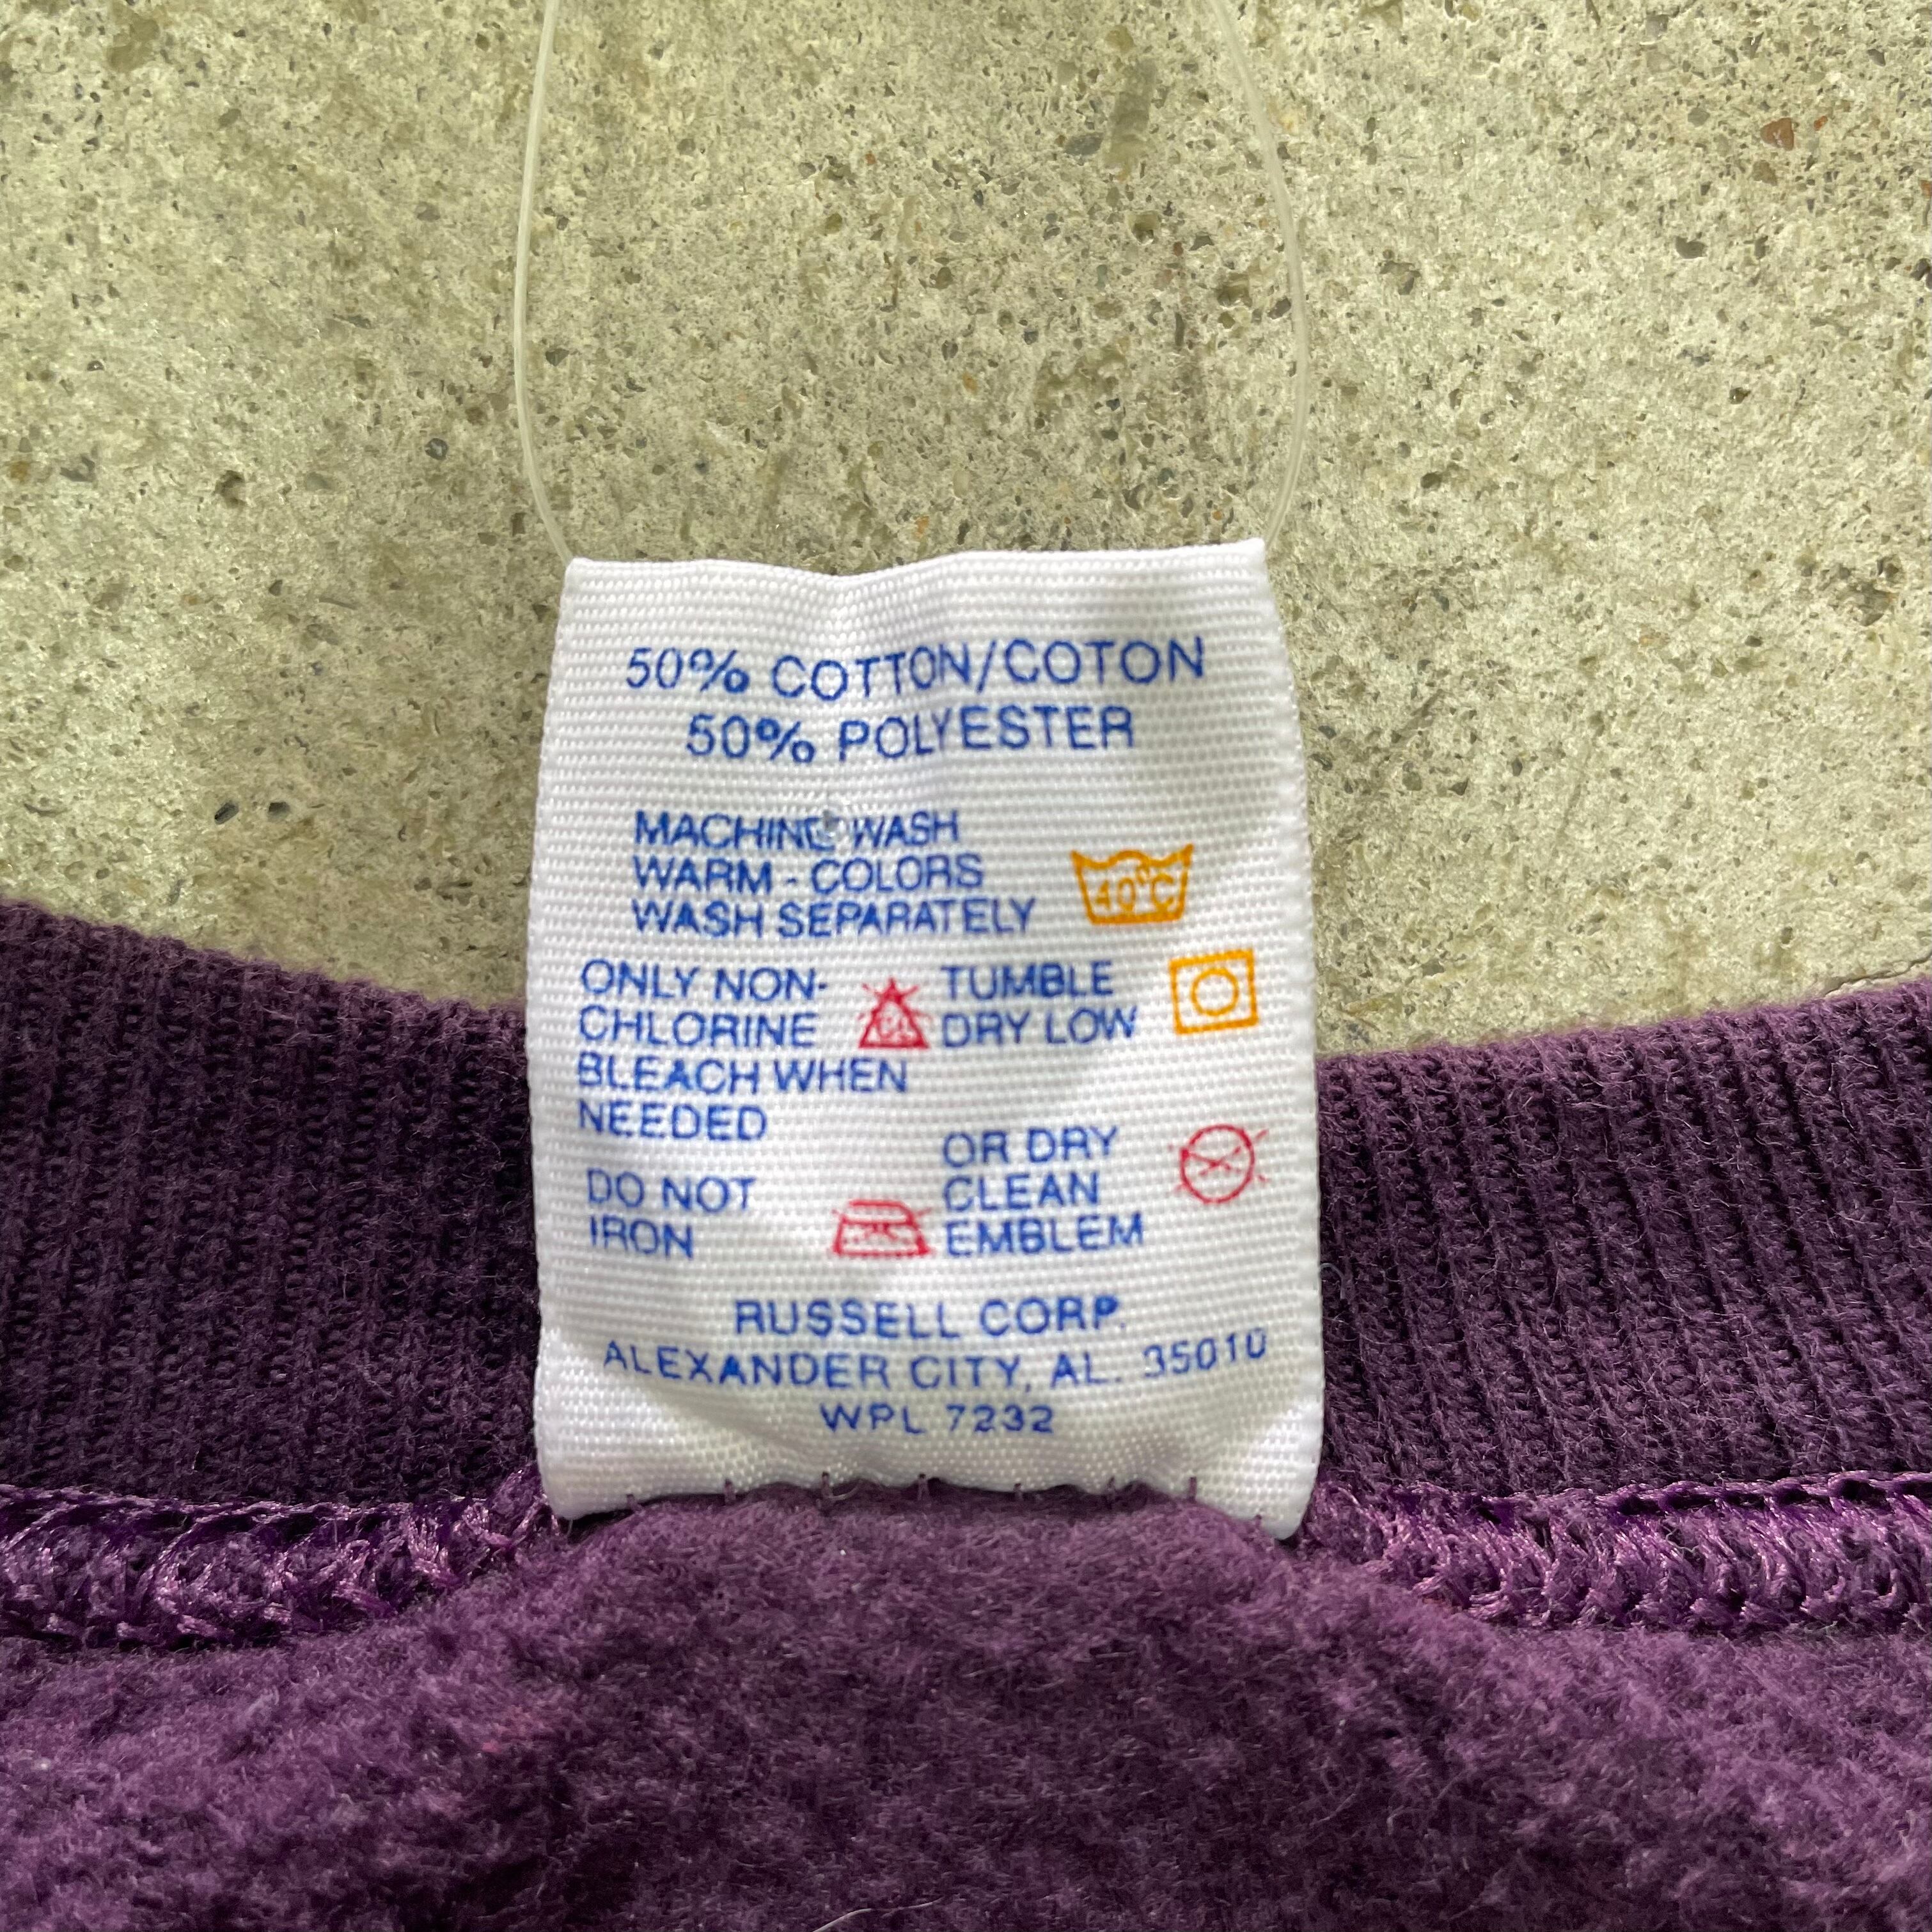 50% COTTON/COTON
50% POLYESTER
MACHINE WASH
WARM - COLORS
WASH SEPARATELY
40°C
ONLY NON-
CHLORINE
BLEACH WHEN
NEEDED
TUMBLE
DRY LOW
DO NOT
IRON
OR DRY
CLEAN
EMBLEM
RUSSELL CORP.
ALEXANDER CITY, AL. 35010
WPL 7232